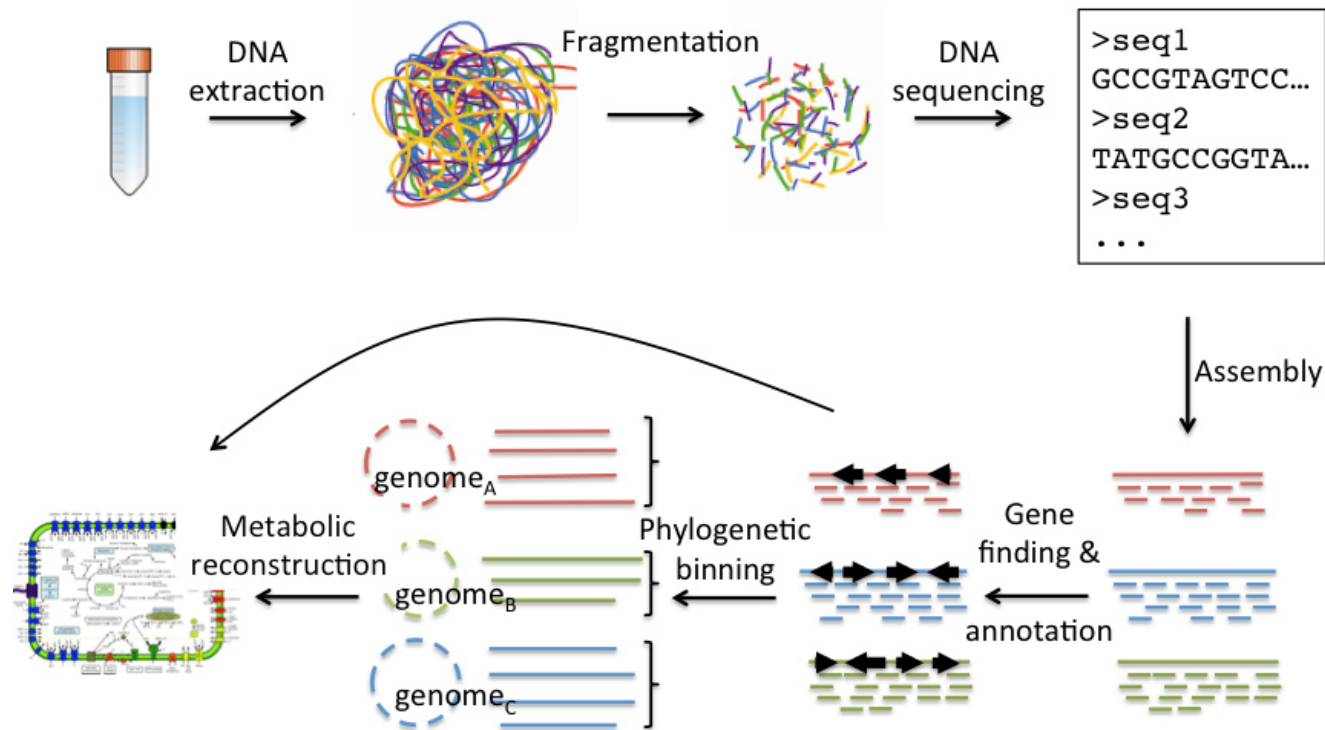 DNA
extraction
Fragmentation
DNA
sequencing
>seq1
GCCGTAGTCC…
>seq2
TATGCCGGTA…
>seq3
...
Assembly
Gene
finding &
annotation
Phylogenetic
binning
genomeA
genomeB
genomeC
Metabolic
reconstruction